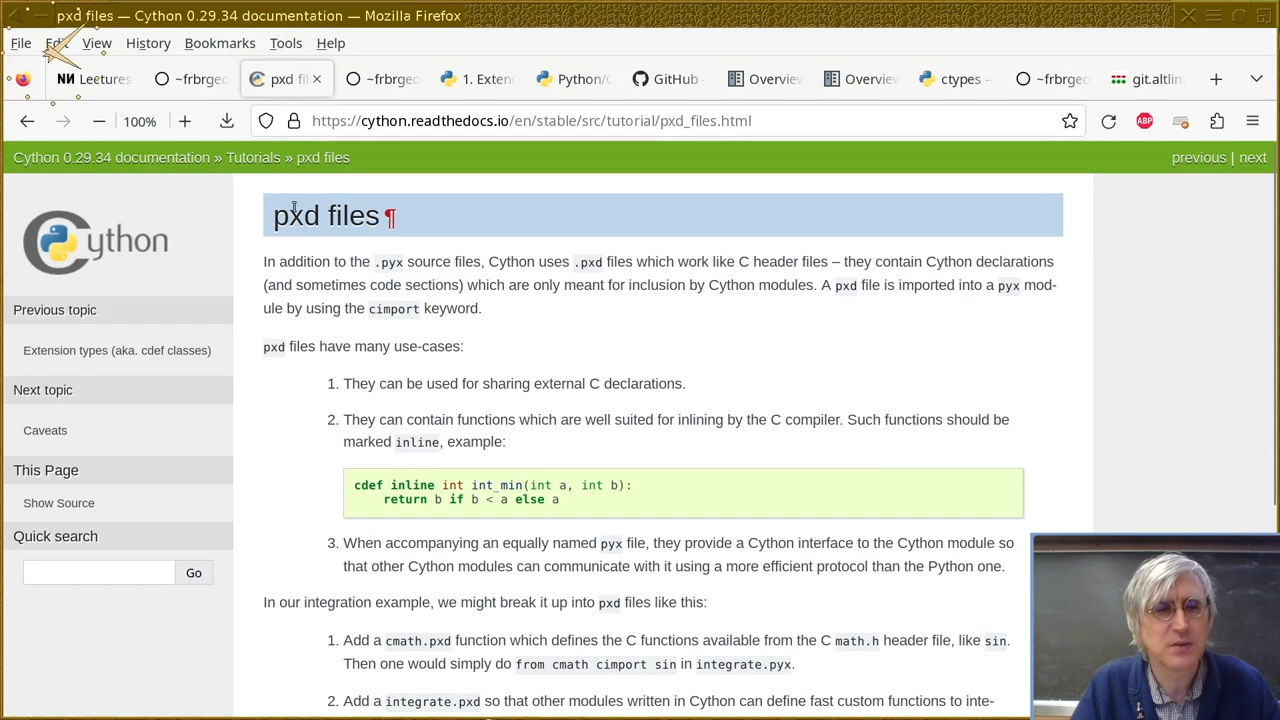 pxd files — Cython 0.29.34 documentation — Mozilla Firefox
File Edit View History Bookmarks Tools Help
Leetures ~frbrgeo pxd fil ~frbrgeo 1. Exten Python/C GitHub - Overview Overview ctypes — ~frbrgeo git.altlin
100% https://cython.readthedocs.io/en/stable/src/tutorial/pxd_files.html ABP
Cython 0.29.34 documentation » Tutorials » pxd files previous | next
Cython
Previous topic
Extension types (aka. cdef classes)
Next topic
Caveats
This Page
Show Source
Quick search
Go
pxd files ¶
In addition to the .pyx source files, Cython uses .pxd files which work like C header files – they contain Cython declarations
(and sometimes code sections) which are only meant for inclusion by Cython modules. A pxd file is imported into a pyx mod-
ule by using the cimport keyword.
pxd files have many use-cases:
1. They can be used for sharing external C declarations.
2. They can contain functions which are well suited for inlining by the C compiler. Such functions should be
marked inline, example:
cdef inline int int_min(int a, int b):
return b if b < a else a
3. When accompanying an equally named pyx file, they provide a Cython interface to the Cython module so
that other Cython modules can communicate with it using a more efficient protocol than the Python one.
In our integration example, we might break it up into pxd files like this:
1. Add a cmath.pxd function which defines the C functions available from the C math.h header file, like sin.
Then one would simply do from cmath cimport sin in integrate.pyx.
2. Add a integrate.pxd so that other modules written in Cython can define fast custom functions to inte-